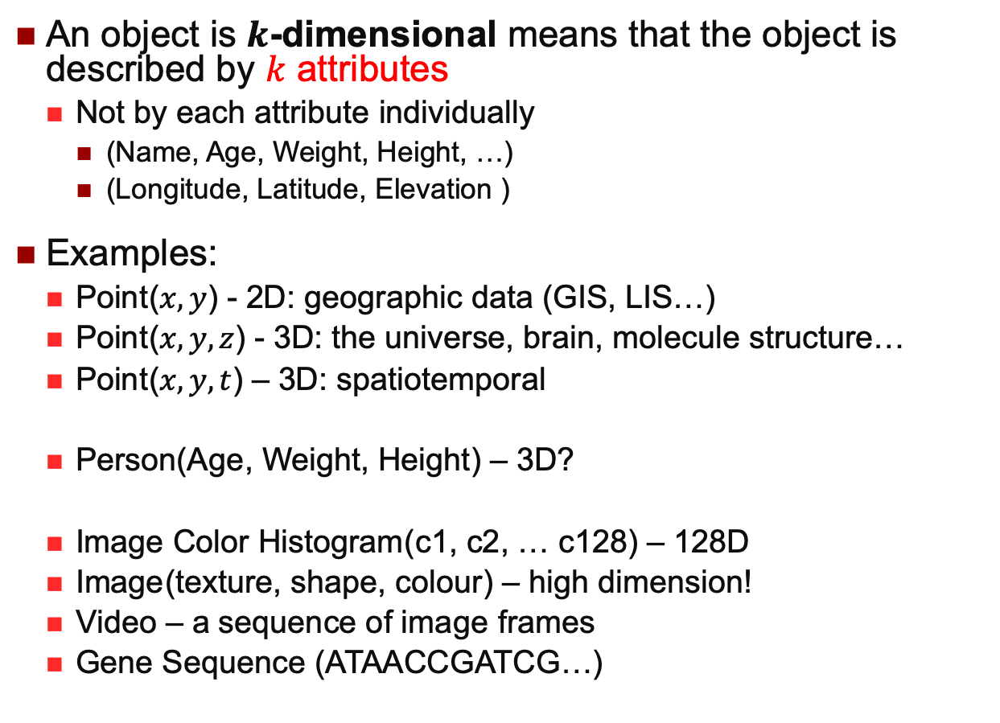 An object is k-dimensional means that the object is
described by k attributes
Not by each attribute individually
(Name, Age, Weight, Height, …)
(Longitude, Latitude, Elevation )
Examples:
Point(x, y) - 2D: geographic data (GIS, LIS…)
Point(x, y, z) - 3D: the universe, brain, molecule structure…
Point(x, y, t) – 3D: spatiotemporal
Person(Age, Weight, Height) – 3D?
Image Color Histogram(c1, c2, … c128) – 128D
Image(texture, shape, colour) – high dimension!
Video – a sequence of image frames
Gene Sequence (ATAACCGATCG…)